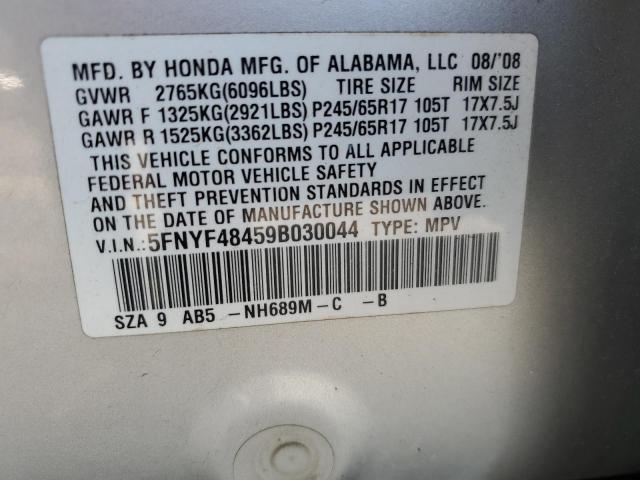 MFD. BY HONDA MFG. OF ALABAMA, LLC 08/'08
GVWR 2765KG(6096LBS) TIRE SIZE RIM SIZE
GAWR F 1325KG(2921LBS) P245/65R17 105T 17X7.5J
GAWR R 1525KG(3362LBS) P245/65R17 105T 17X7.5J
THIS VEHICLE CONFORMS TO ALL APPLICABLE
FEDERAL MOTOR VEHICLE SAFETY
AND THEFT PREVENTION STANDARDS IN EFFECT
ON THE DATE OF MANUFACTURE SHOWN ABOVE.
V.I.N.:5FNYF48459B030044 TYPE: MPV
SZA 9 AB5 -NH689M-C -B